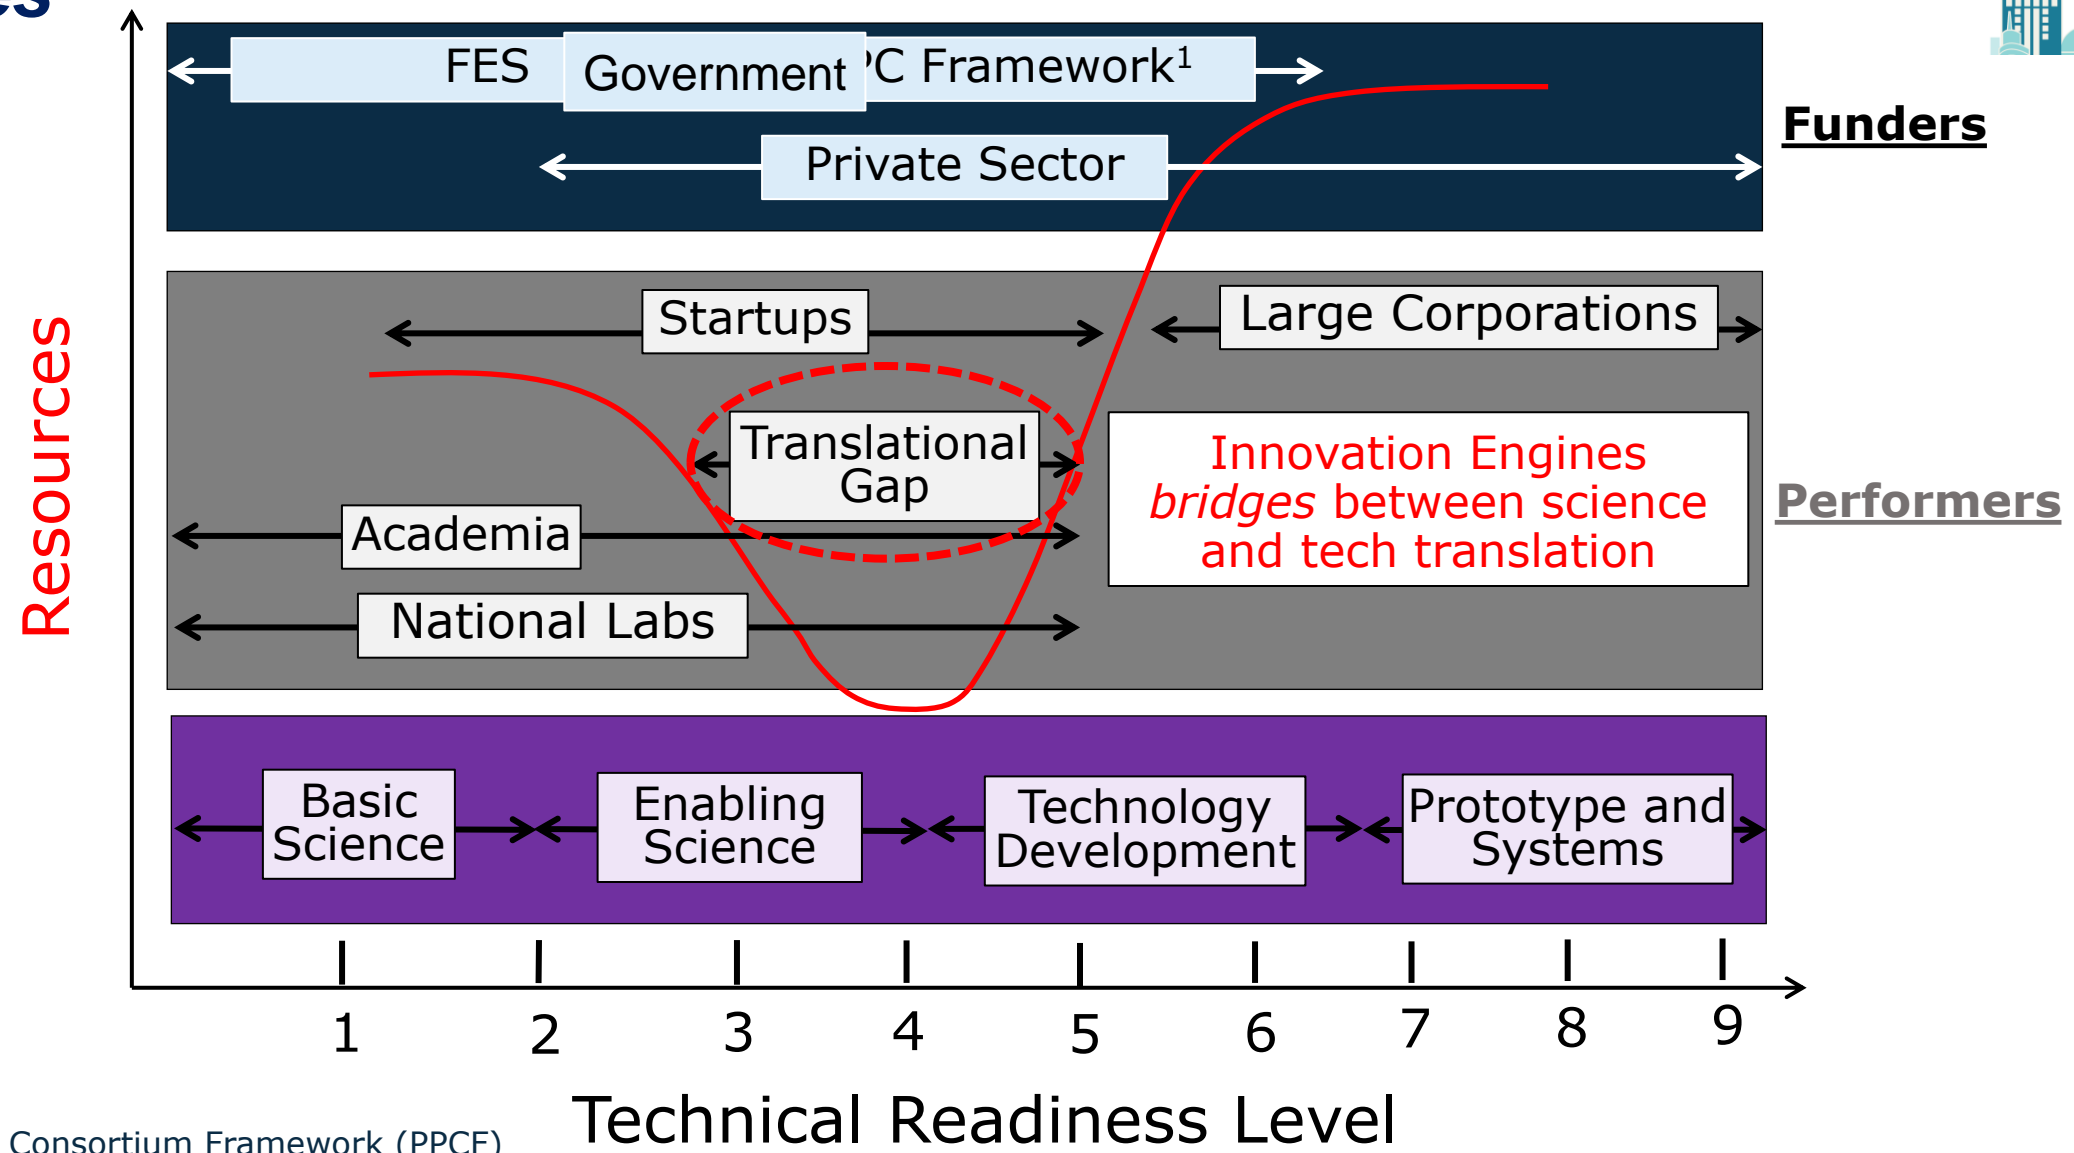 es
FES
Government
PC Framework¹
Funders
Private Sector
Startups
Large Corporations
Resources
Translational
Gap
Innovation Engines
bridges between science
and tech translation
Performers
Academia
National Labs
Basic
Science
Enabling
Science
Technology
Development
Prototype and
Systems
1 2 3 4 5 6 7 8 9
Technical Readiness Level
Consortium Framework (PPCF)